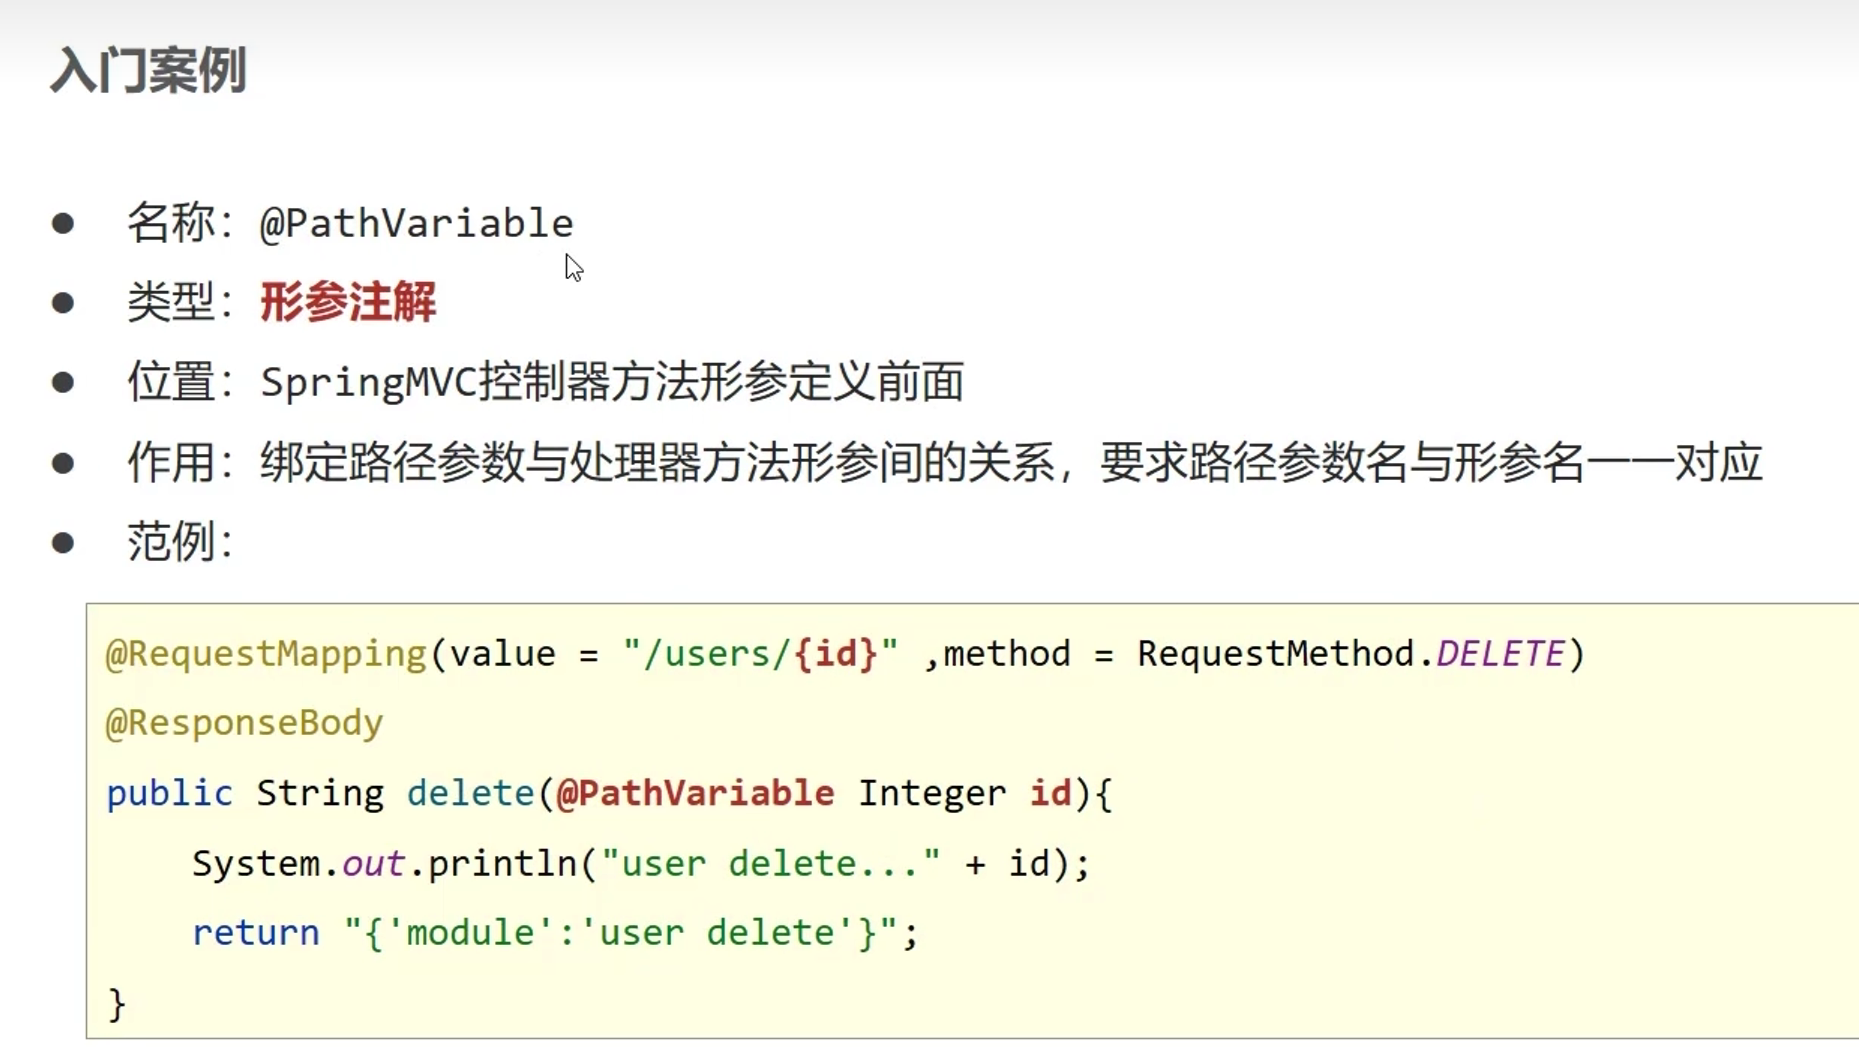 入门案例
名称：@PathVariable
类型：形参注解
位置：SpringMVC控制器方法形参定义前面
作用：绑定路径参数与处理器方法形参间的关系，要求路径参数名与形参名一一对应
范例：
@RequestMapping(value = "/users/{id}" ,method = RequestMethod.DELETE)
@ResponseBody
public String delete(@PathVariable Integer id){
    System.out.println("user delete..." + id);
    return "{'module':'user delete'}";
}